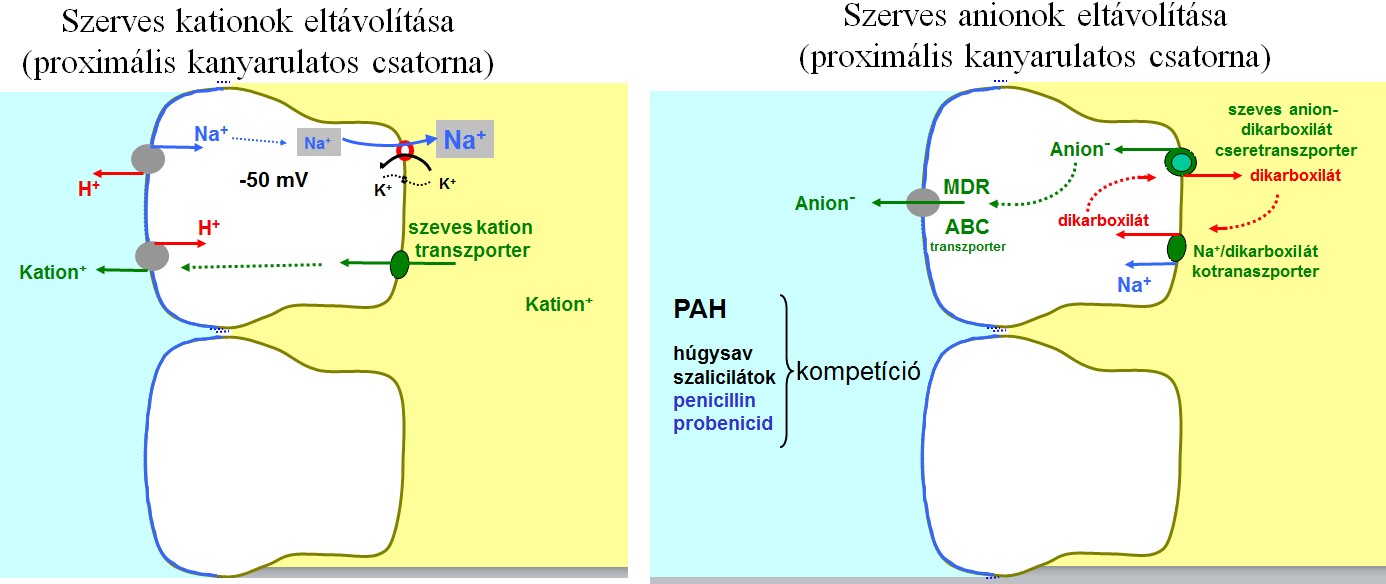 Szerves kationok eltávolítása
(proximális kanyarulatos csatorna)
Na⁺
Na⁺
Na⁺
H⁺
-50 mV
K⁺
K⁺
H⁺
szeves kation
transzporter
Kation⁺
Kation⁺
Szerves anionok eltávolítása
(proximális kanyarulatos csatorna)
szeves anion-
dikarboxilát
cseretranszporter
Anion⁻
dikarboxilát
MDR
Anion⁻
ABC
transzporter
dikarboxilát
Na⁺/dikarboxilát
kotranaszporter
Na⁺
PAH
húgysav
szalicilátok
penicillin
probenicid
kompetíció